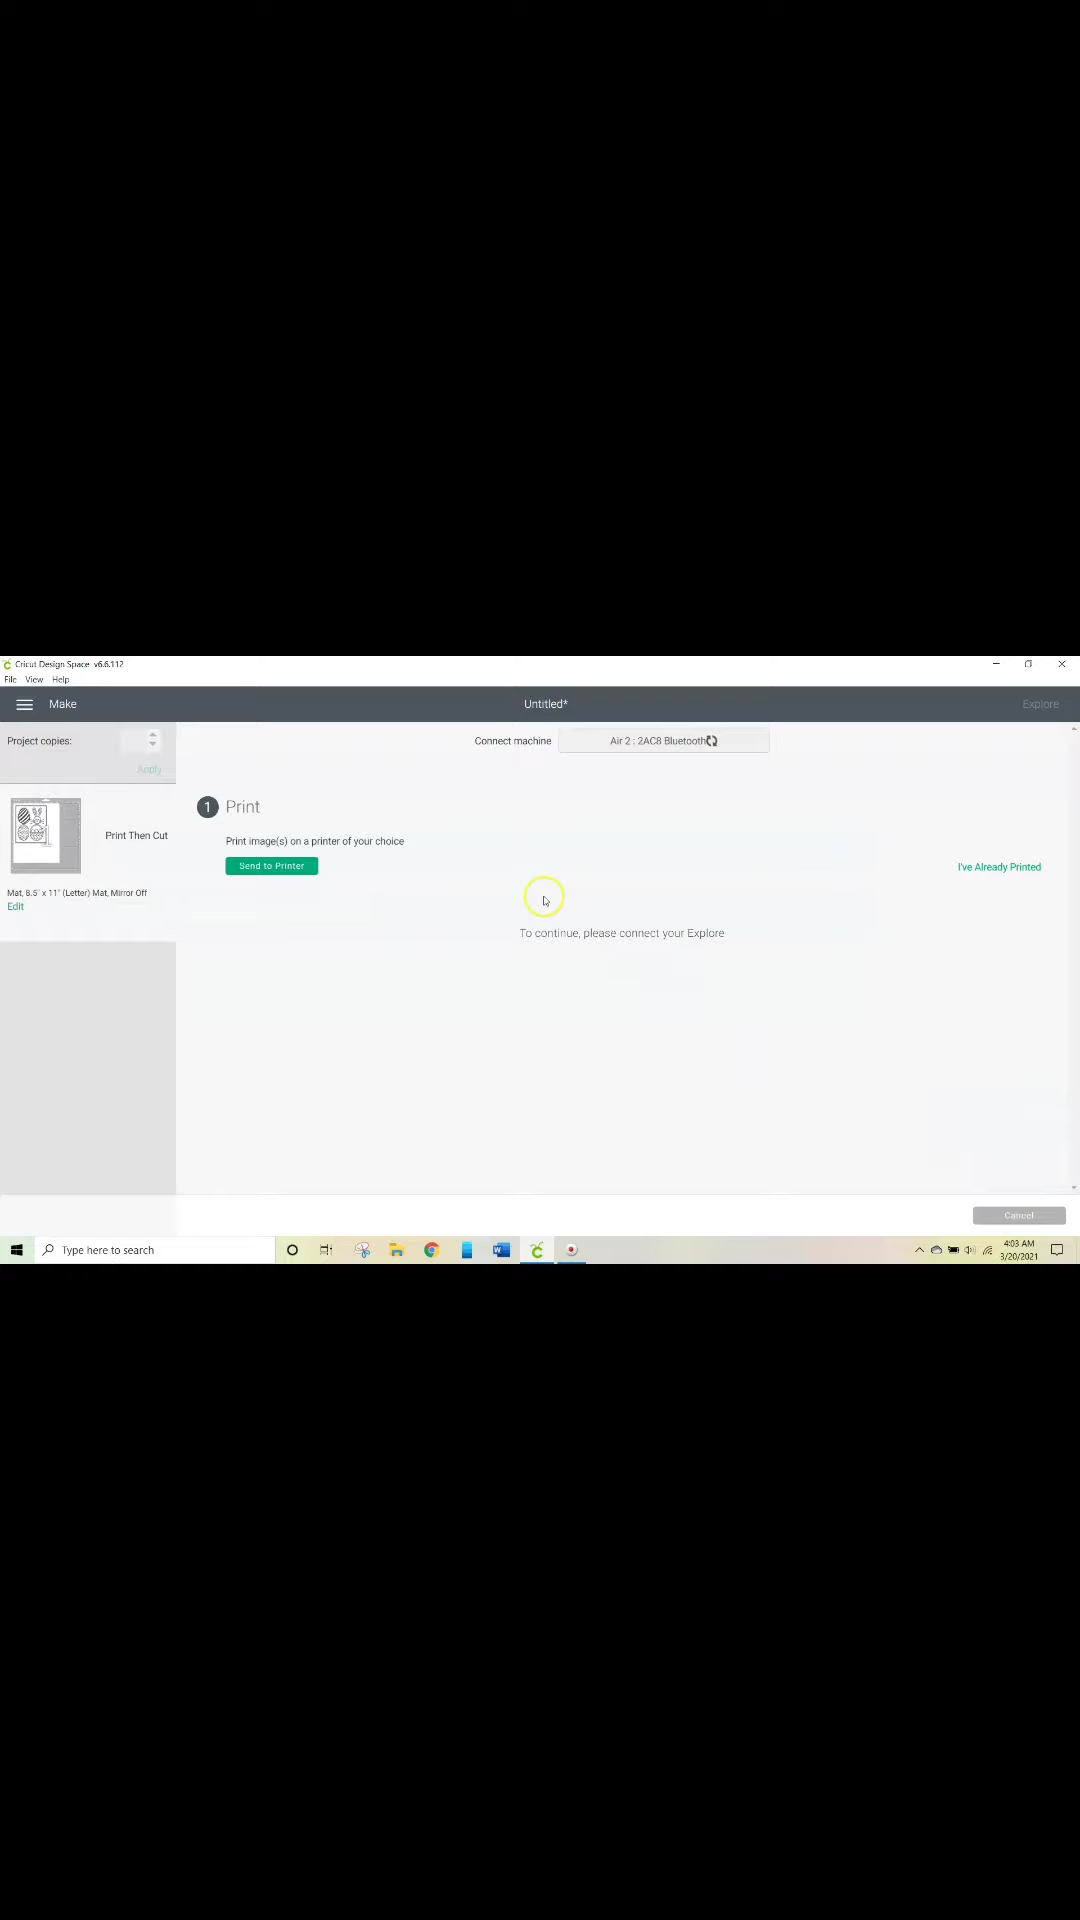 Cricut Design Space v6.6.112
File View Help
Make
Untitled*
Explore
Project copies:
Apply
Connect machine
Air 2 : 2AC8 Bluetooth
1 Print
Print Then Cut
Print image(s) on a printer of your choice
Send to Printer
I've Already Printed
Mat, 8.5" x 11" (Letter) Mat, Mirror Off
Edit
To continue, please connect your Explore
Cancel
Type here to search
4:03 AM
3/20/2021